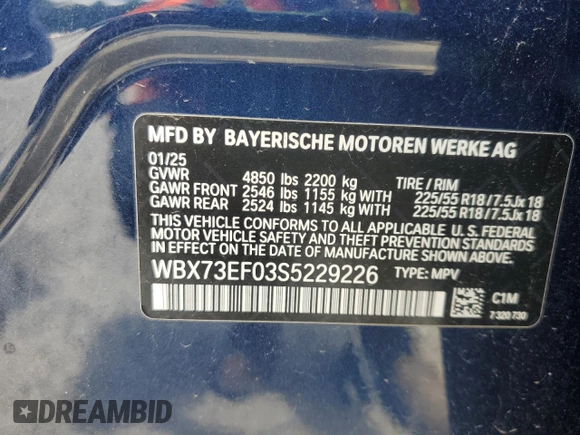 MFD BY BAYERISCHE MOTOREN WERKE AG
01/25
GVWR 4850 lbs 2200 kg TIRE / RIM
GAWR FRONT 2546 lbs 1155 kg WITH 225/55 R18/7.5Jx18
GAWR REAR 2524 lbs 1145 kg WITH 225/55 R18/7.5Jx18
THIS VEHICLE CONFORMS TO ALL APPLICABLE U. S. FEDERAL
MOTOR VEHICLE SAFETY AND THEFT PREVENTION STANDARDS
IN EFFECT ON THE DATE OF MANUFACTURE SHOWN ABOVE.
WBX73EF03S5229226 TYPE: MPV
C1M
7 320 730
DREAMBID